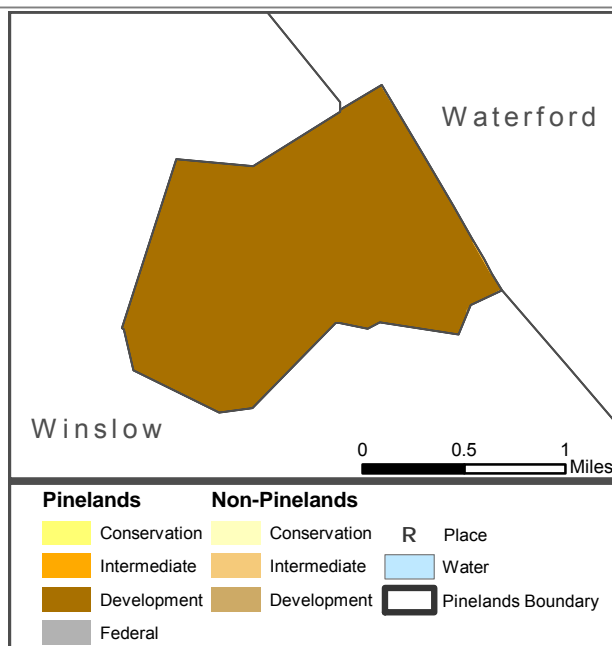 Waterford
Winslow
0 0.5 1
Miles
Pinelands Non-Pinelands
Conservation Conservation R Place
Intermediate Intermediate Water
Development Development Pinelands Boundary
Federal